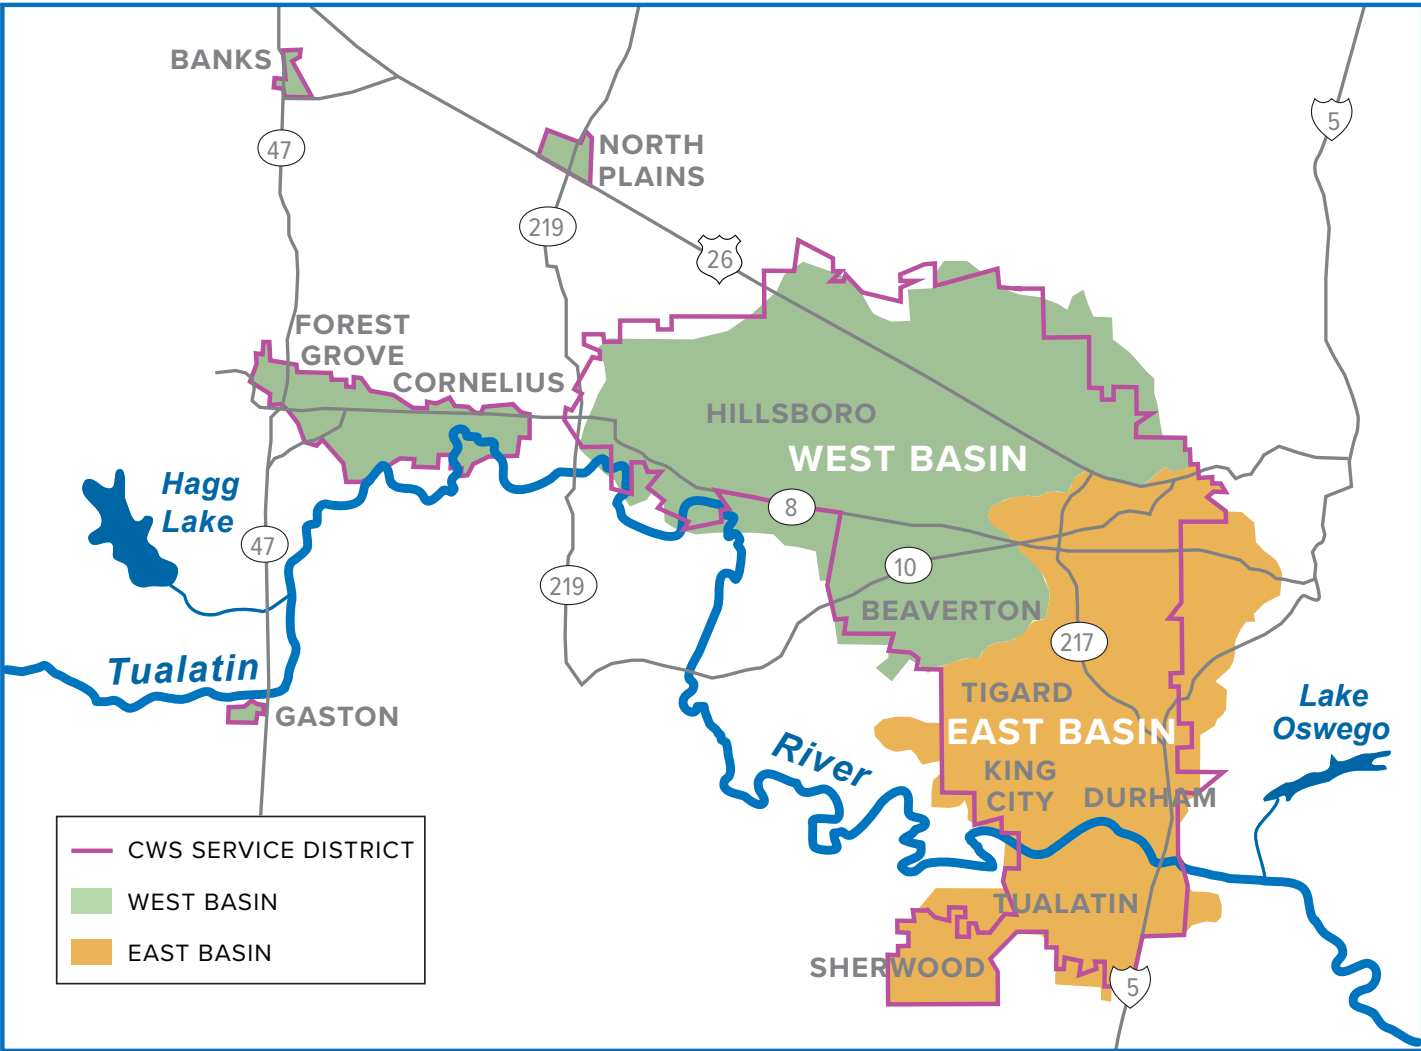 BANKS
5
47
NORTH
PLAINS
219
26
FOREST
GROVE
CORNELIUS
HILLSBORO
WEST BASIN
Hagg
Lake
8
47
10
219
BEAVERTON
217
Tualatin
TIGARD
GASTON
Lake
Oswego
EAST BASIN
River
KING
CITY
DURHAM
CWS SERVICE DISTRICT
WEST BASIN
EAST BASIN
TUALATIN
SHERWOOD
5